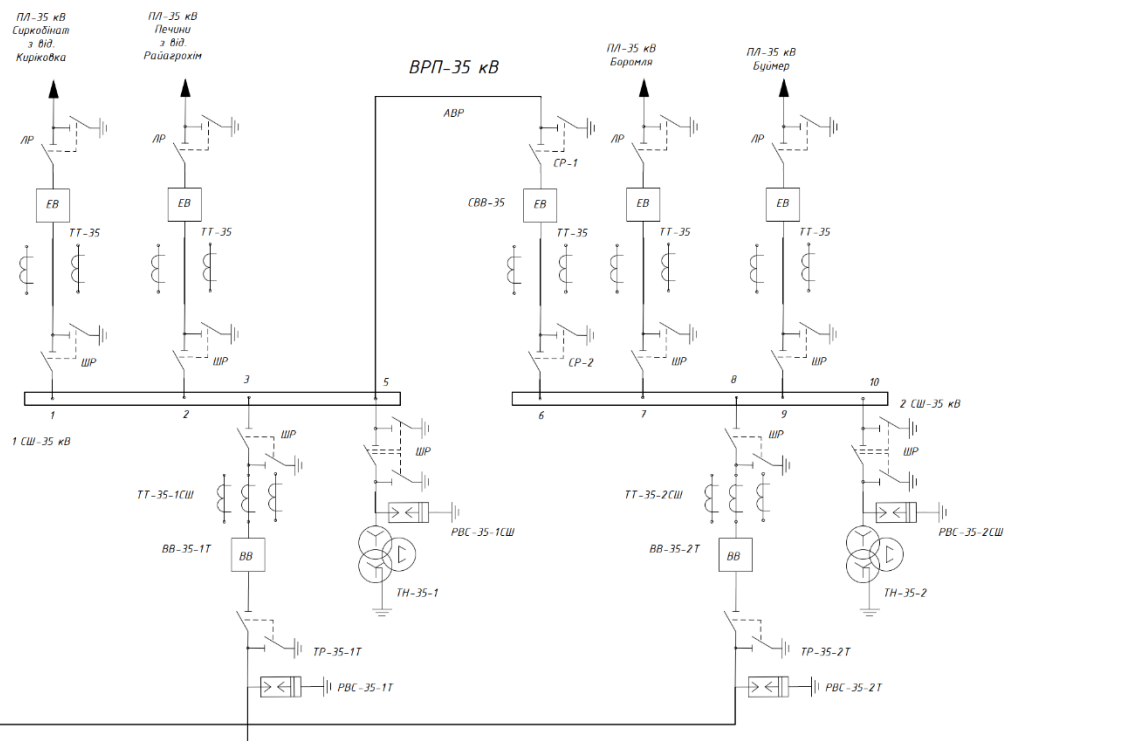 ПЛ-35 кВ
Сиркобінат
з від.
Киріковка
ПЛ-35 кВ
Печини
з від.
Райагрохім
ВРП-35 кВ
ПЛ-35 кВ
Боромля
ПЛ-35 кВ
Буймер
АВР
ЛР
ЛР
СР-1
ЛР
ЛР
ЕВ
ЕВ
СВВ-35
ЕВ
ЕВ
ЕВ
ТТ-35
ТТ-35
ТТ-35
ТТ-35
ТТ-35
ШР
ШР
СР-2
ШР
ШР
3
5
8
10
1
2
6
7
9
2 СШ-35 кВ
1 СШ-35 кВ
ШР
ШР
ШР
ШР
ТТ-35-1СШ
ТТ-35-2СШ
РВС-35-1СШ
РВС-35-2СШ
ВВ-35-1Т
ВВ
ВВ-35-2Т
ВВ
ТН-35-1
ТН-35-2
ТР-35-1Т
ТР-35-2Т
РВС-35-1Т
РВС-35-2Т